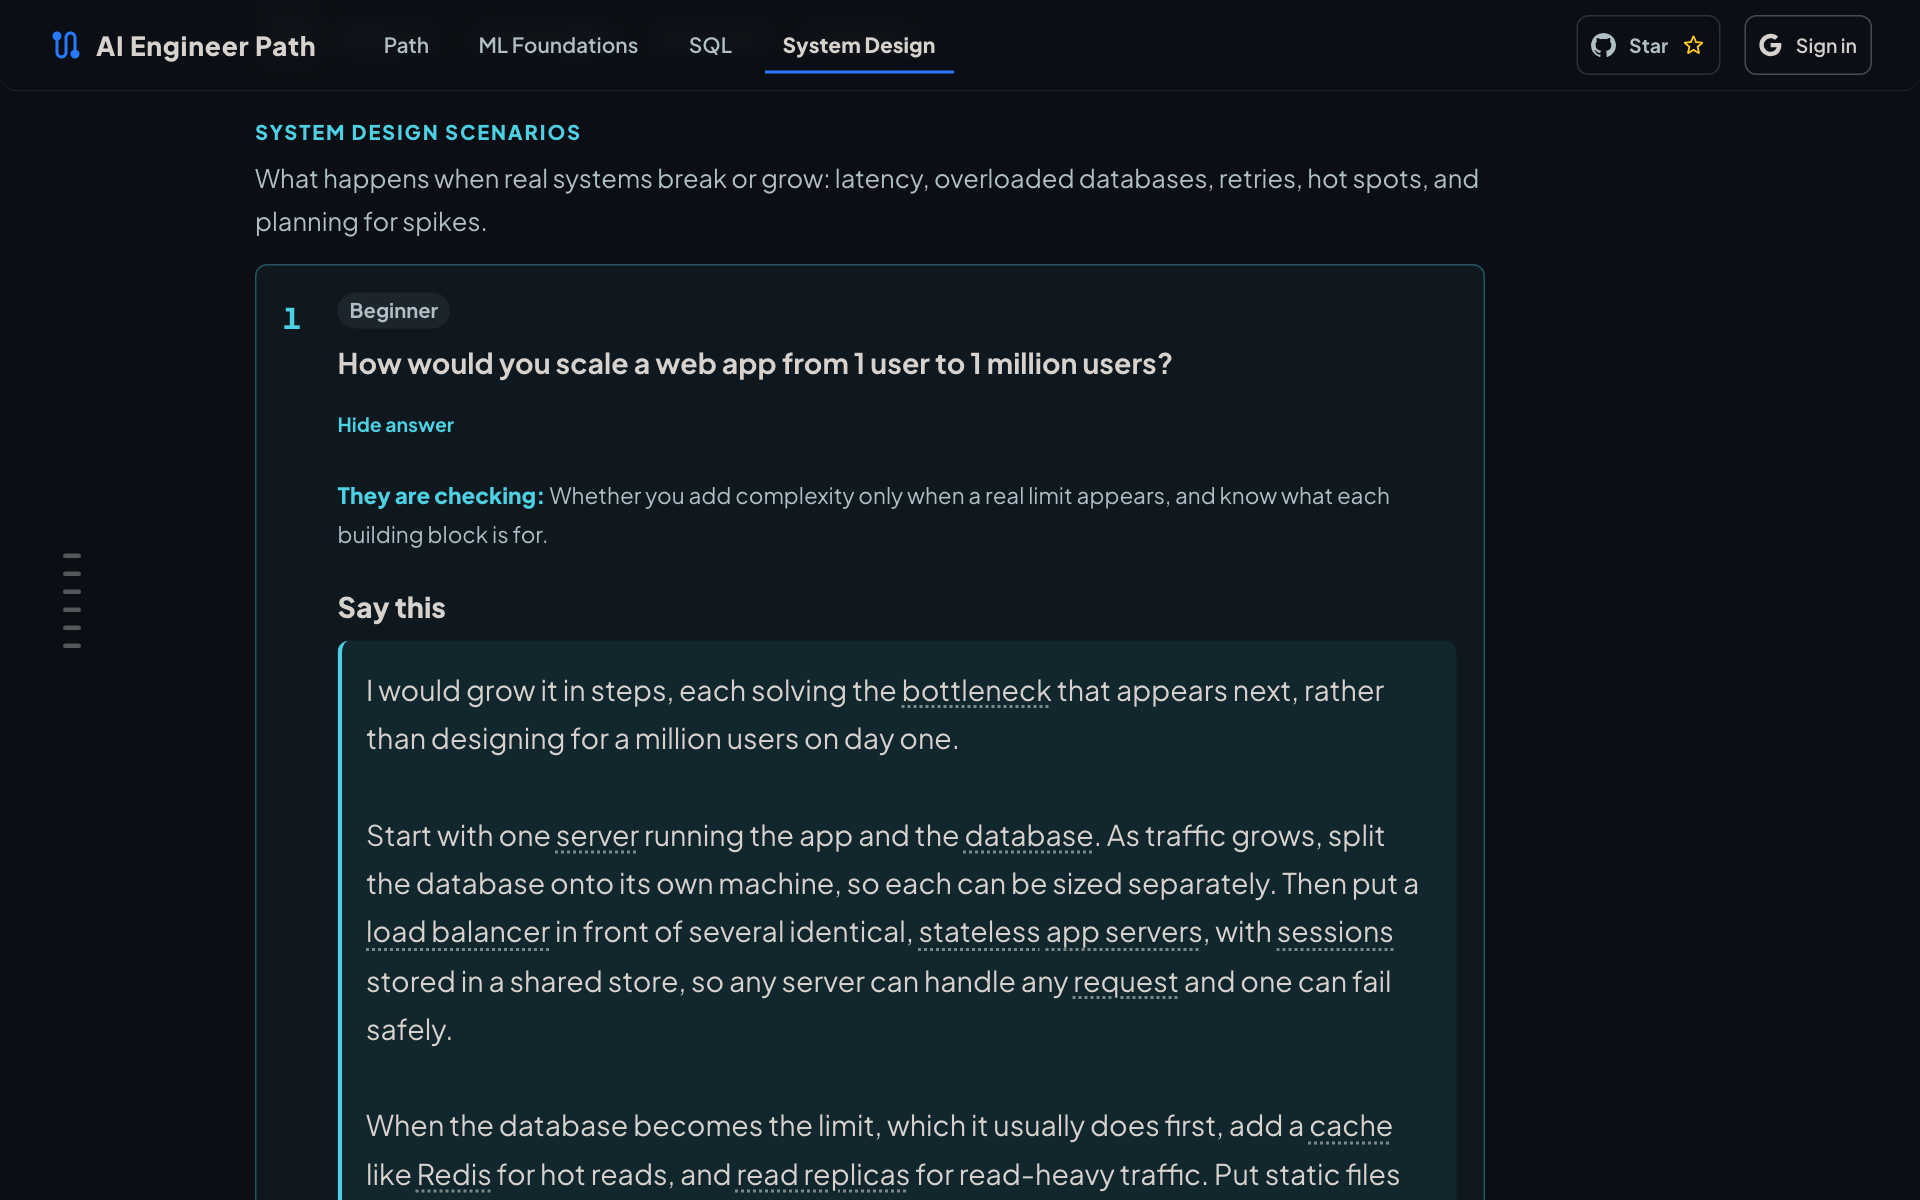 AI Engineer Path
Path
ML Foundations
SQL
System Design
Star
Sign in
SYSTEM DESIGN SCENARIOS
What happens when real systems break or grow: latency, overloaded databases, retries, hot spots, and
planning for spikes.
1
Beginner
How would you scale a web app from 1 user to 1 million users?
Hide answer
They are checking: Whether you add complexity only when a real limit appears, and know what each
building block is for.
Say this
I would grow it in steps, each solving the bottleneck that appears next, rather
than designing for a million users on day one.
Start with one server running the app and the database. As traffic grows, split
the database onto its own machine, so each can be sized separately. Then put a
load balancer in front of several identical, stateless app servers, with sessions
stored in a shared store, so any server can handle any request and one can fail
safely.
When the database becomes the limit, which it usually does first, add a cache
like Redis for hot reads, and read replicas for read-heavy traffic. Put static files